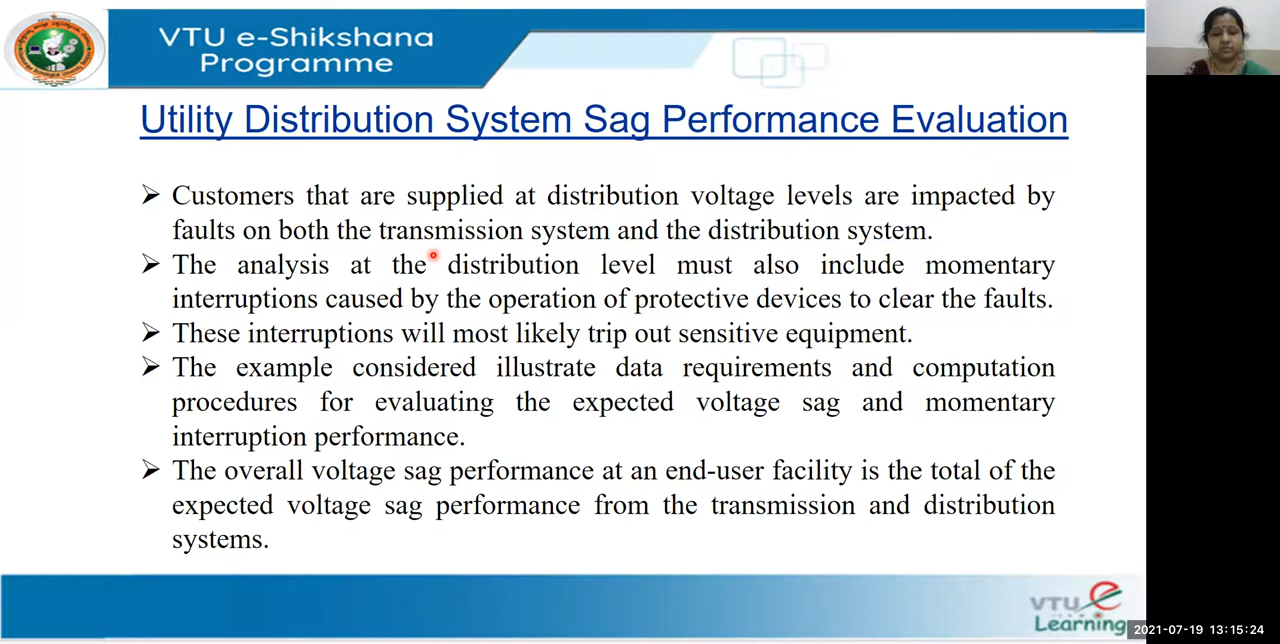 VTU e-Shikshana
Programme
Utility Distribution System Sag Performance Evaluation
➢ Customers that are supplied at distribution voltage levels are impacted by
faults on both the transmission system and the distribution system.
➢ The analysis at the distribution level must also include momentary
interruptions caused by the operation of protective devices to clear the faults.
➢ These interruptions will most likely trip out sensitive equipment.
➢ The example considered illustrate data requirements and computation
procedures for evaluating the expected voltage sag and momentary
interruption performance.
➢ The overall voltage sag performance at an end-user facility is the total of the
expected voltage sag performance from the transmission and distribution
systems.
VTU e
Learning
2021-07-19 13:15:24